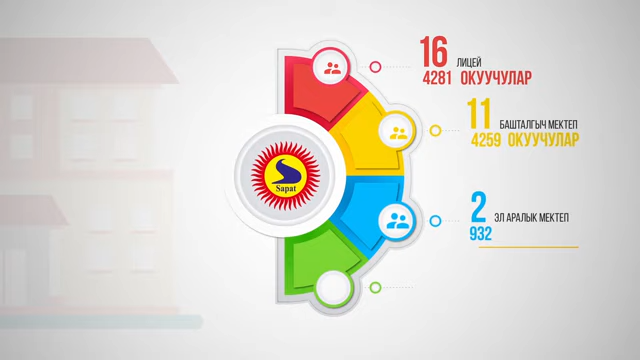 16 ЛИЦЕЙ
4281 ОКУУЧУЛАР
11 БАШТАЛГЫЧ МЕКТЕП
4259 ОКУУЧУЛАР
Sapat
2 ЭЛ АРАЛЫК МЕКТЕП
932